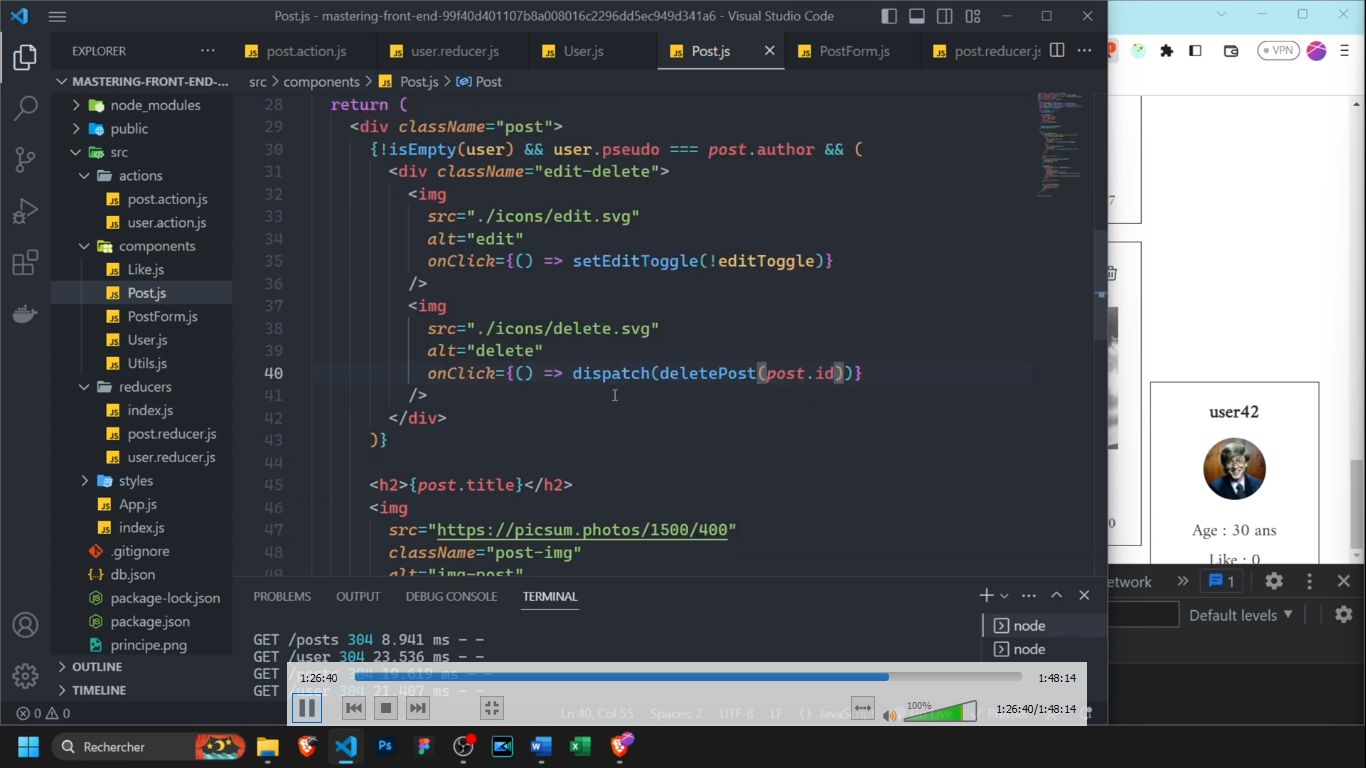 Post.js - mastering-front-end-99f40d401107b8a008016c2296dd5ec949d341a6 - Visual Studio Code
EXPLORER
post.action.js
user.reducer.js
User.js
Post.js
PostForm.js
post.reducer.js
VPN
MASTERING-FRONT-END-...
src > components > Post.js > Post
node_modules
public
src
actions
post.action.js
user.action.js
components
Like.js
Post.js
PostForm.js
User.js
Utils.js
reducers
index.js
post.reducer.js
user.reducer.js
styles
App.js
index.js
.gitignore
db.json
package-lock.json
package.json
principe.png
OUTLINE
TIMELINE
28 return (
29 <div className="post">
30 {!isEmpty(user) && user.pseudo === post.author && (
31 <div className="edit-delete">
32 <img
33 src="./icons/edit.svg"
34 alt="edit"
35 onClick={() => setEditToggle(!editToggle)}
36 />
37 <img
38 src="./icons/delete.svg"
39 alt="delete"
40 onClick={() => dispatch(deletePost(post.id))}
41 />
42 </div>
43 )}
44
45 <h2>{post.title}</h2>
46 <img
47 src="https://picsum.photos/1500/400"
48 className="post-img"
49 alt="img-post"
PROBLEMS
OUTPUT
DEBUG CONSOLE
TERMINAL
GET /posts 304 8.941 ms - -
GET /user 304 23.536 ms - -
GET /posts 304 19.619 ms - -
GET /user 304 21.407 ms - -
node
node
7
user42
0
Age : 30 ans
Like : 0
etwork
1
Default levels
1:26:40
1:48:14
100%
1:26:40/1:48:14
0 0
Ln 40, Col 55
Spaces: 2
UTF-8
LF
{} JavaScript
Rechercher